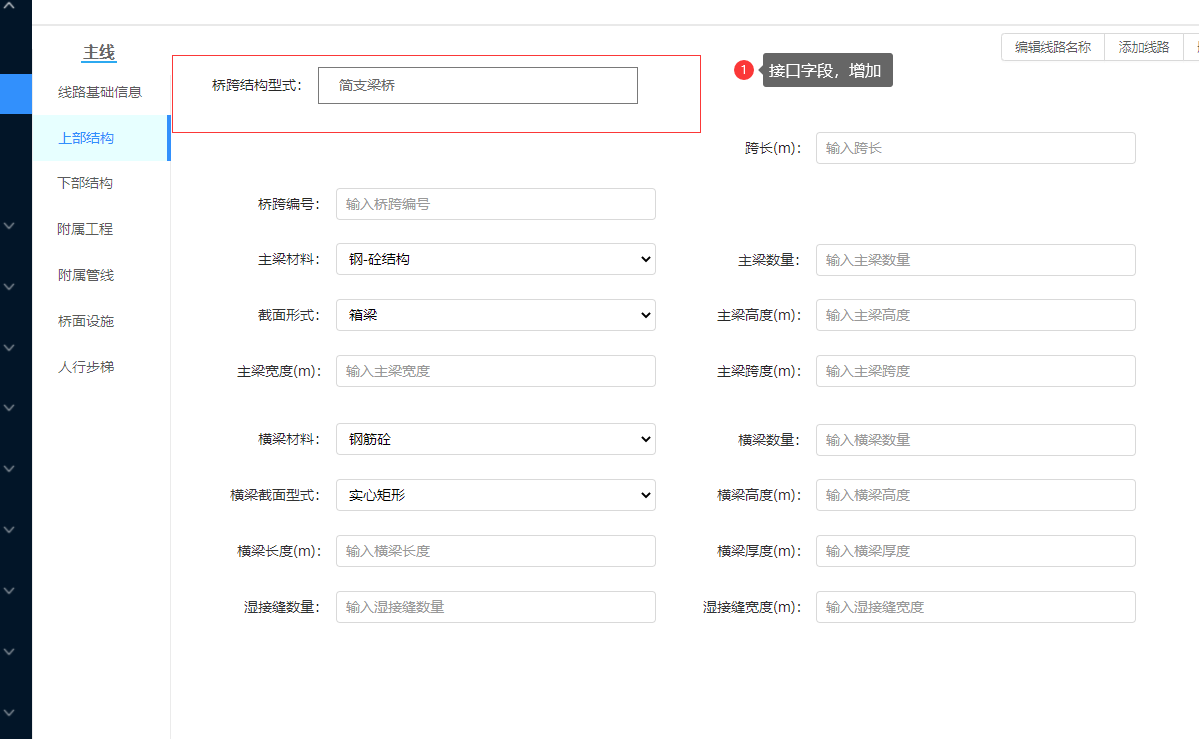 主线
编辑线路名称
添加线路
线路基础信息
上部结构
下部结构
附属工程
附属管线
桥面设施
人行步梯
桥跨结构型式：
简支梁桥
1
接口字段，增加
跨长(m)：
输入跨长
桥跨编号：
输入桥跨编号
主梁材料：
钢-砼结构
主梁数量：
输入主梁数量
截面形式：
箱梁
主梁高度(m)：
输入主梁高度
主梁宽度(m)：
输入主梁宽度
主梁跨度(m)：
输入主梁跨度
横梁材料：
钢筋砼
横梁数量：
输入横梁数量
横梁截面型式：
实心矩形
横梁高度(m)：
输入横梁高度
横梁长度(m)：
输入横梁长度
横梁厚度(m)：
输入横梁厚度
湿接缝数量：
输入湿接缝数量
湿接缝宽度(m)：
输入湿接缝宽度